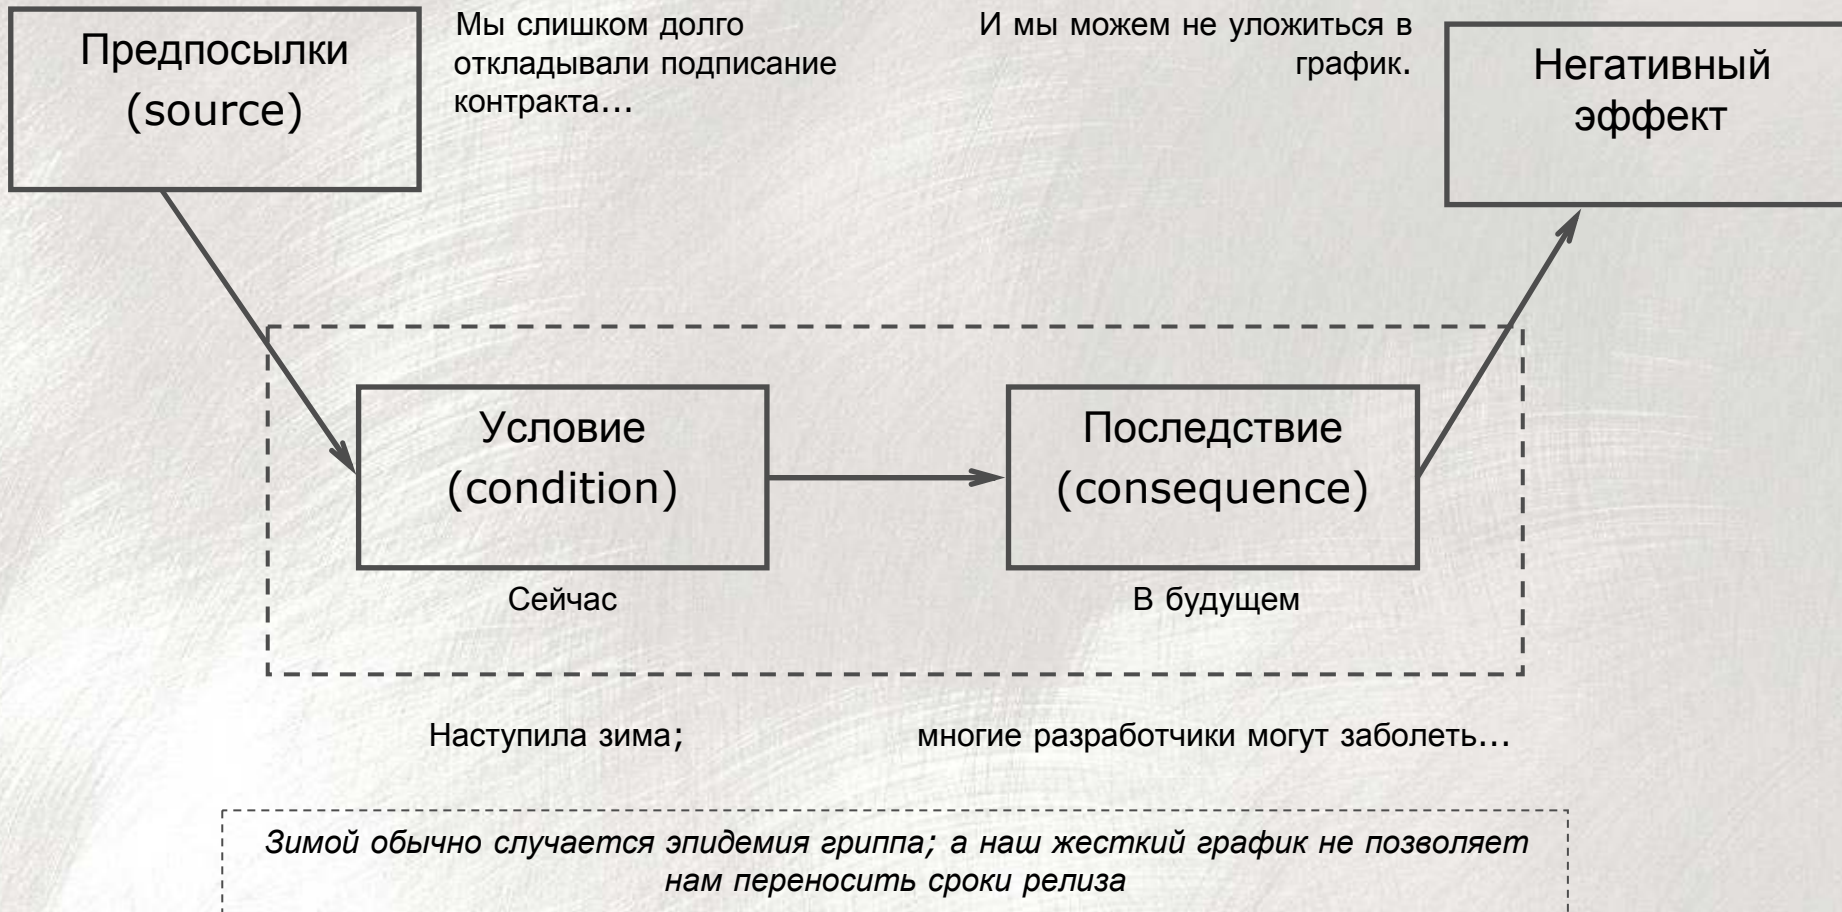 Предпосылки
(source)
Мы слишком долго
откладывали подписание
контракта...
И мы можем не уложиться в
график.
Негативный
эффект
Условие
(condition)
Последствие
(consequence)
Сейчас
В будущем
Наступила зима;
многие разработчики могут заболеть...
Зимой обычно случается эпидемия гриппа; а наш жесткий график не позволяет
нам переносить сроки релиза